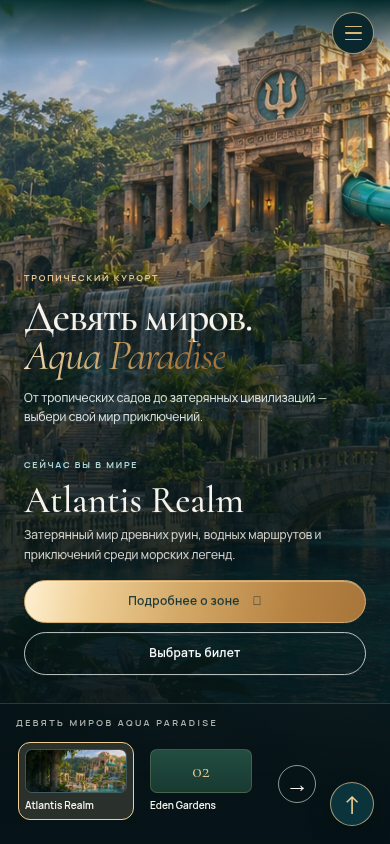 ТРОПИЧЕСКИЙ КУРОРТ
Девять миров.
Aqua Paradise
От тропических садов до затерянных цивилизаций —
выбери свой мир приключений.
СЕЙЧАС ВЫ В МИРЕ
Atlantis Realm
Затерянный мир древних руин, водных маршрутов и
приключений среди морских легенд.
Подробнее о зоне
Выбрать билет
ДЕВЯТЬ МИРОВ AQUA PARADISE
02
Atlantis Realm
Eden Gardens